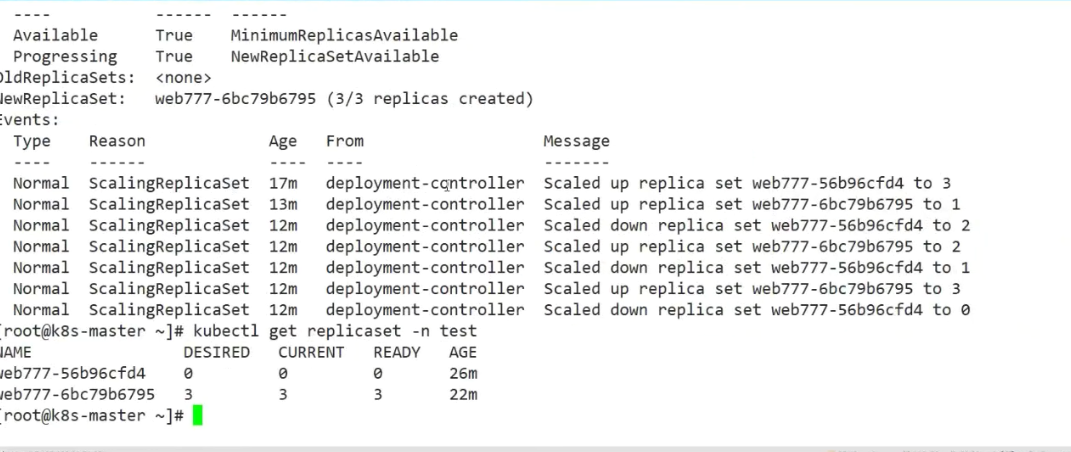 ---- ------ ------
Available True MinimumReplicasAvailable
Progressing True NewReplicaSetAvailable
OldReplicaSets: <none>
NewReplicaSet: web777-6bc79b6795 (3/3 replicas created)
Events:
Type Reason Age From Message
---- ------ ---- ---- -------
Normal ScalingReplicaSet 17m deployment-controller Scaled up replica set web777-56b96cfd4 to 3
Normal ScalingReplicaSet 13m deployment-controller Scaled up replica set web777-6bc79b6795 to 1
Normal ScalingReplicaSet 12m deployment-controller Scaled down replica set web777-56b96cfd4 to 2
Normal ScalingReplicaSet 12m deployment-controller Scaled up replica set web777-6bc79b6795 to 2
Normal ScalingReplicaSet 12m deployment-controller Scaled down replica set web777-56b96cfd4 to 1
Normal ScalingReplicaSet 12m deployment-controller Scaled up replica set web777-6bc79b6795 to 3
Normal ScalingReplicaSet 12m deployment-controller Scaled down replica set web777-56b96cfd4 to 0
[root@k8s-master ~]# kubectl get replicaset -n test
NAME DESIRED CURRENT READY AGE
web777-56b96cfd4 0 0 0 26m
web777-6bc79b6795 3 3 3 22m
[root@k8s-master ~]#